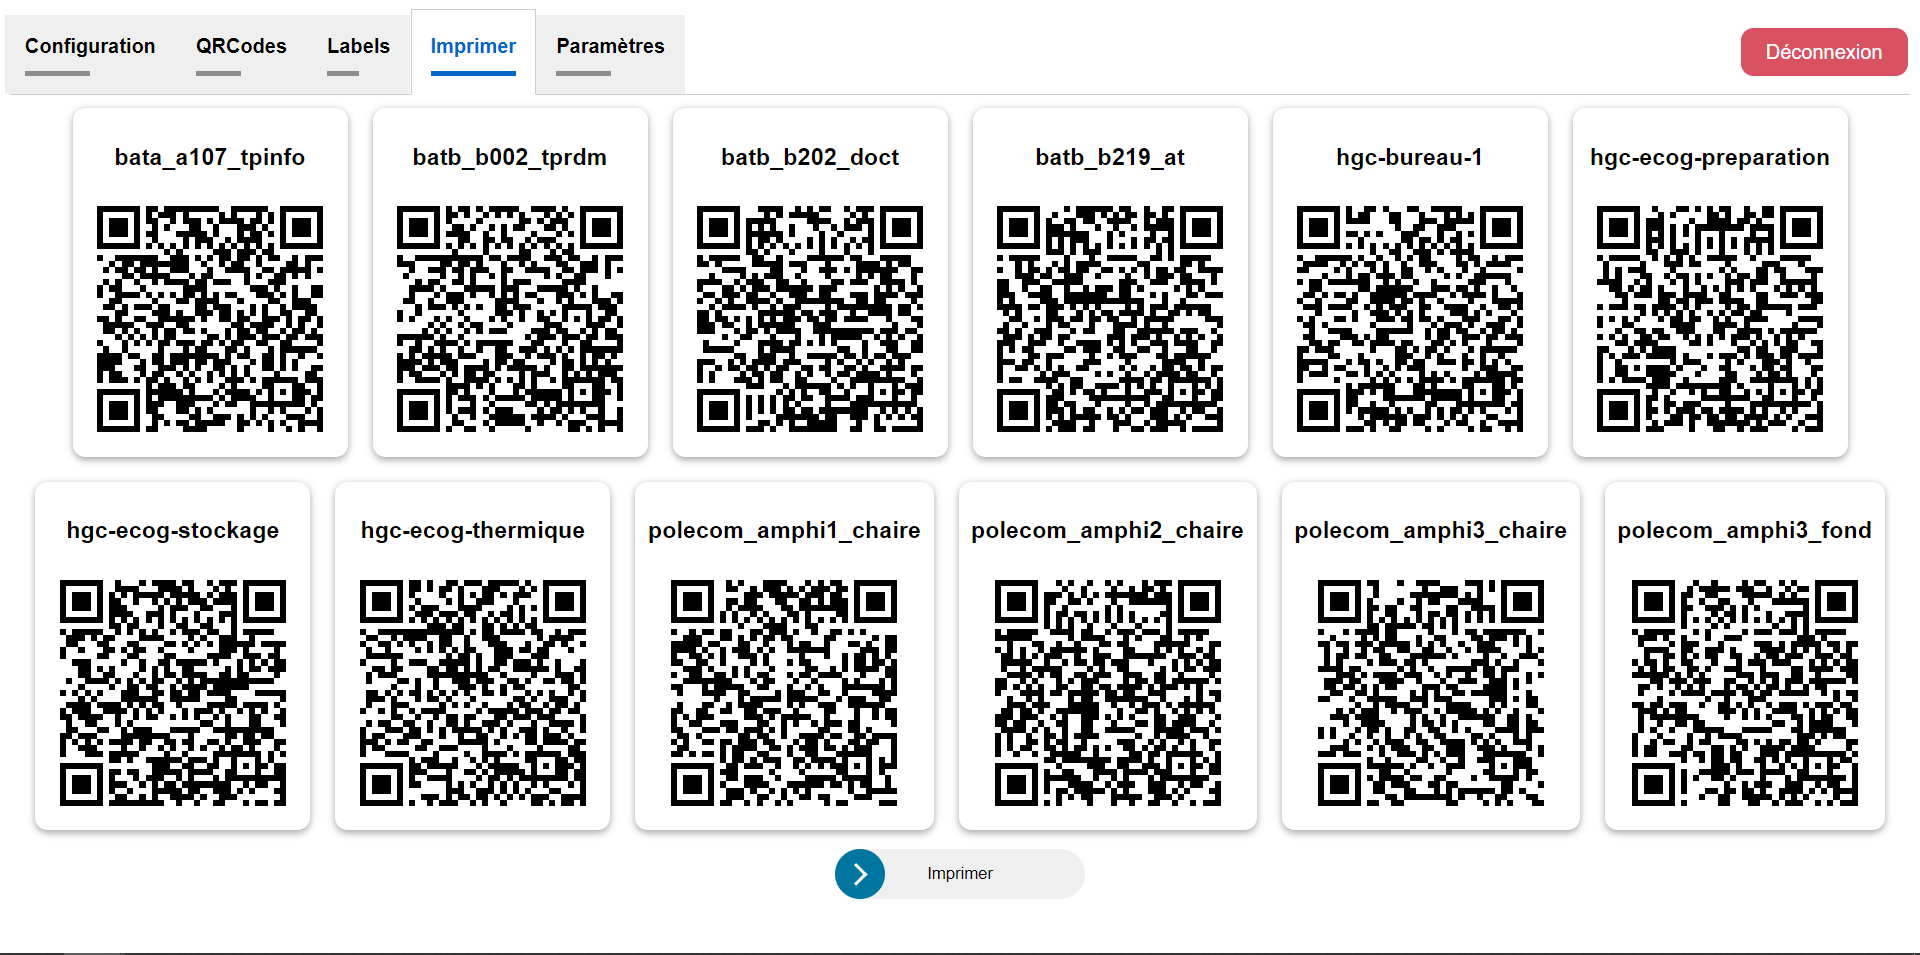 Configuration QRCodes Labels Imprimer Paramètres Déconnexion
bata_a107_tpinfo batb_b002_tprdm batb_b202_doct batb_b219_at hgc-bureau-1 hgc-ecog-preparation
hgc-ecog-stockage hgc-ecog-thermique polecom_amphi1_chaire polecom_amphi2_chaire polecom_amphi3_chaire polecom_amphi3_fond
Imprimer